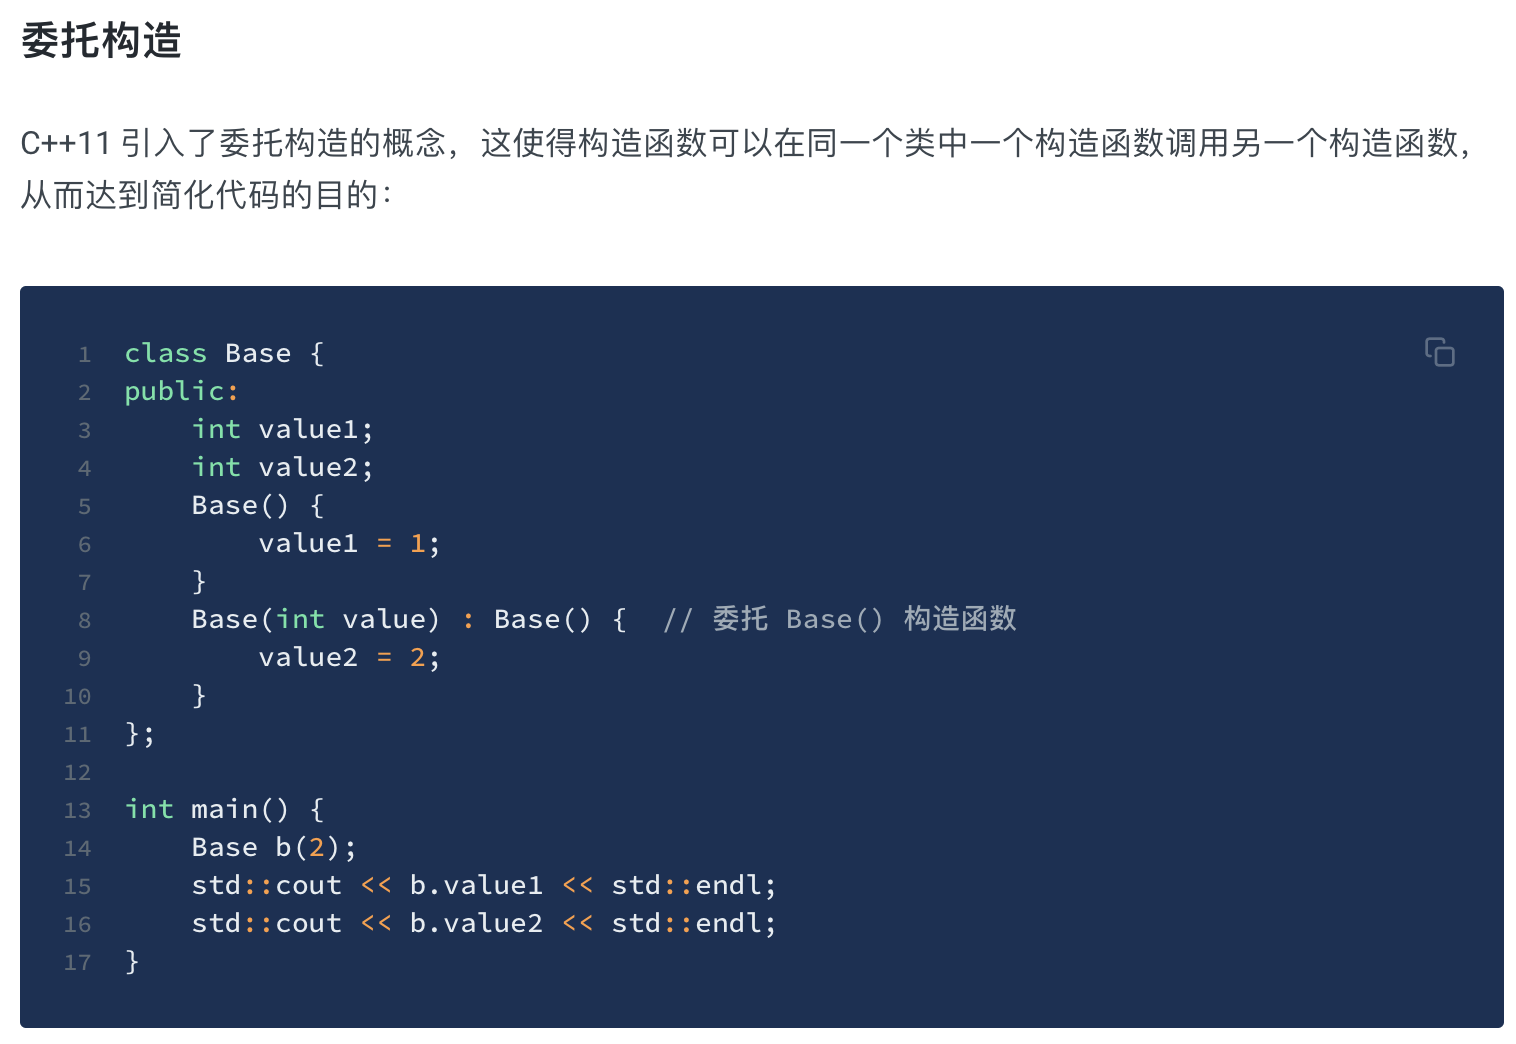 委托构造
C++11 引入了委托构造的概念，这使得构造函数可以在同一个类中一个构造函数调用另一个构造函数，
从而达到简化代码的目的：
1 class Base {
2 public:
3     int value1;
4     int value2;
5     Base() {
6         value1 = 1;
7     }
8     Base(int value) : Base() {  // 委托 Base() 构造函数
9         value2 = 2;
10     }
11 };
12
13 int main() {
14     Base b(2);
15     std::cout << b.value1 << std::endl;
16     std::cout << b.value2 << std::endl;
17 }